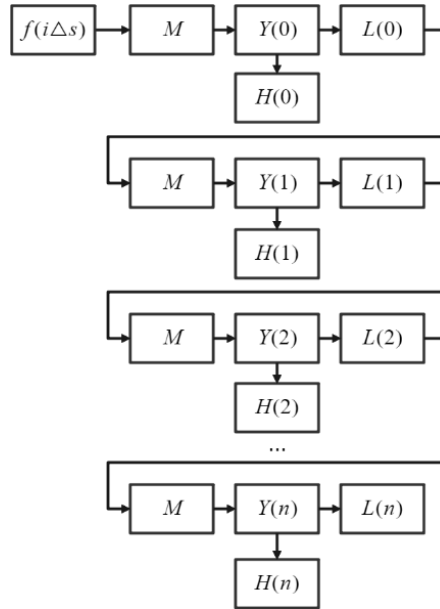 f(i△s) M Y(0) L(0)
H(0)
M Y(1) L(1)
H(1)
M Y(2) L(2)
H(2)
...
M Y(n) L(n)
H(n)